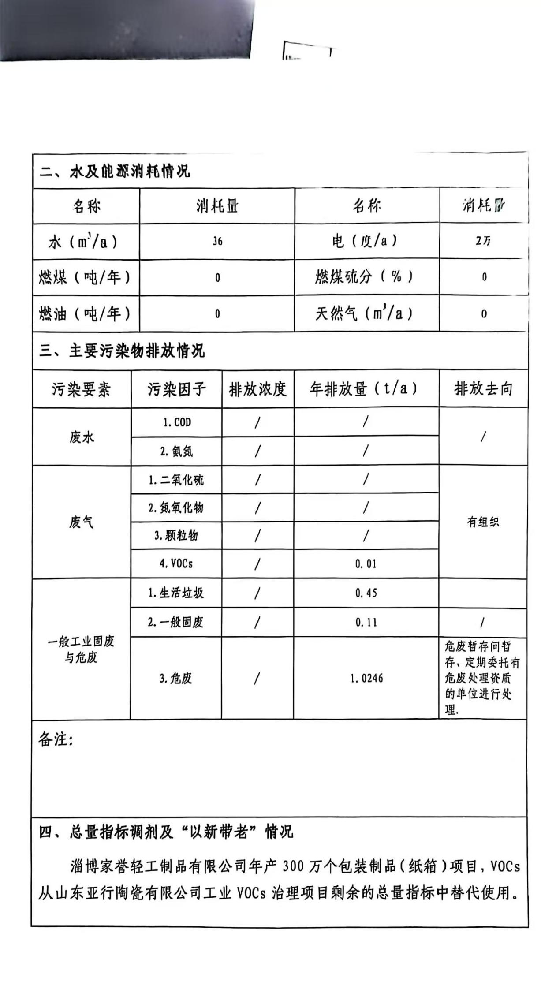 二、水及能源消耗情况
名称 消耗量 名称 消耗量
水（m³/a） 36 电（度/a） 2万
燃煤（吨/年） 0 燃煤硫分（%） 0
燃油（吨/年） 0 天然气（m³/a） 0
三、主要污染物排放情况
污染要素 污染因子 排放浓度 年排放量（t/a） 排放去向
废水 1.COD / / /
2.氨氮 / /
废气 1.二氧化硫 / / 有组织
2.氮氧化物 / /
3.颗粒物 / /
4.VOCs / 0.01
一般工业固废
与危废
1.生活垃圾 / 0.45
2.一般固废 / 0.11 /
3.危废 / 1.0246
危废暂存间暂
存、定期委托有
危废处理资质
的单位进行处
理.
备注:
四、总量指标调剂及“以新带老”情况
淄博家誉轻工制品有限公司年产 300 万个包装制品（纸箱）项目，VOCs
从山东亚行陶瓷有限公司工业 VOCs 治理项目剩余的总量指标中替代使用。